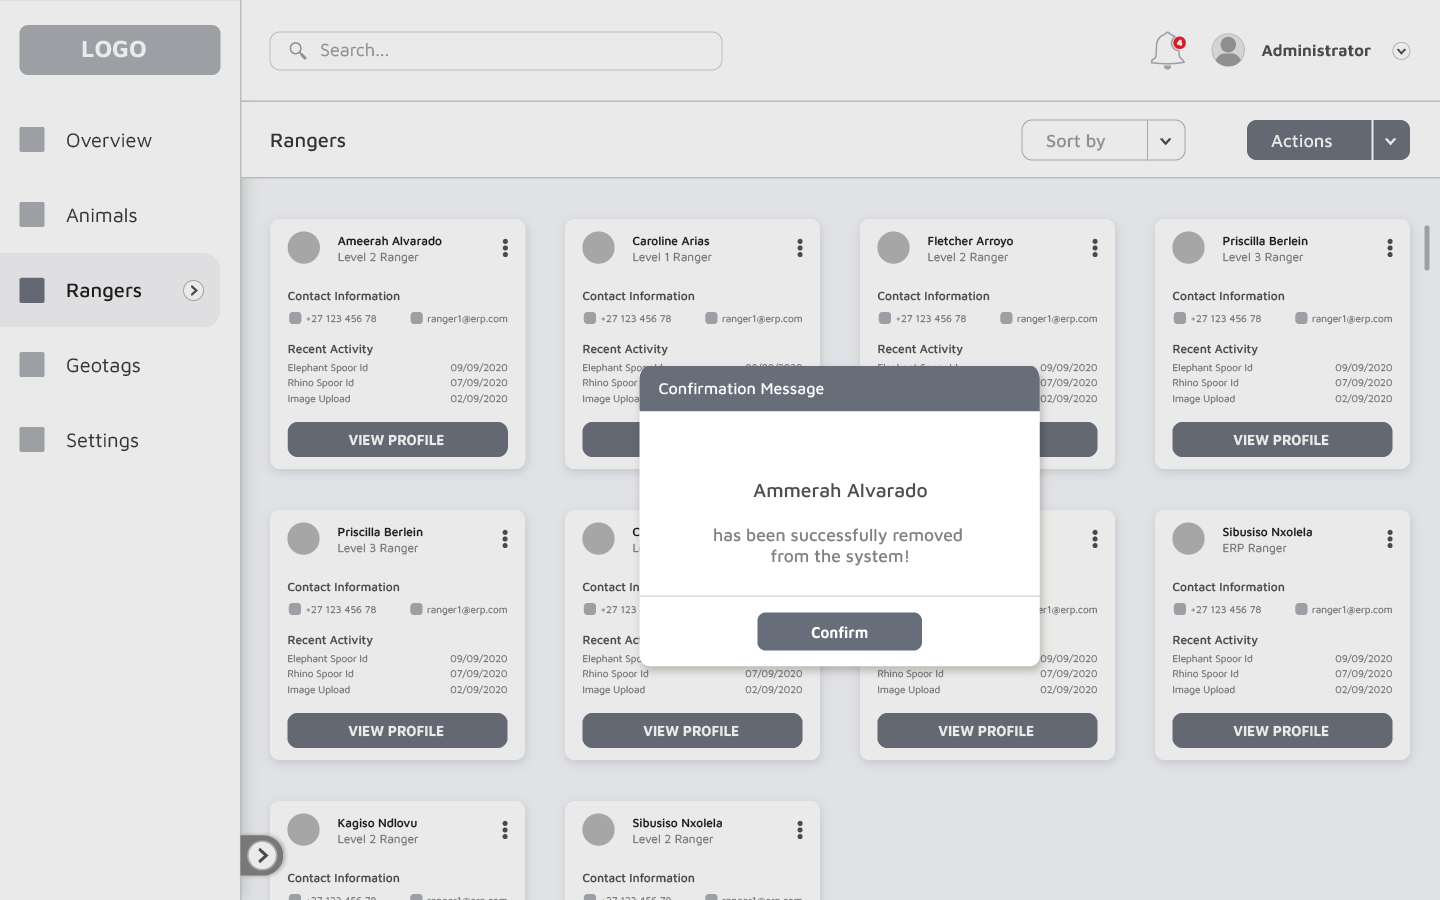 LOGO
Search...
4
Administrator
Overview
Animals
Rangers
Geotags
Settings
Rangers
Sort by
Actions
Ameerah Alvarado
Level 2 Ranger
Contact Information
+27 123 456 78 ranger1@erp.com
Recent Activity
Elephant Spoor Id 09/09/2020
Rhino Spoor Id 07/09/2020
Image Upload 02/09/2020
VIEW PROFILE
Caroline Arias
Level 1 Ranger
Contact Information
+27 123 456 78 ranger1@erp.com
Recent Activity
Elephant Spoor
Rhino Spoor
Image
Fletcher Arroyo
Level 2 Ranger
Contact Information
+27 123 456 78 ranger1@erp.com
Recent Activity
09/09/2020
07/09/2020
02/09/2020
Priscilla Berlein
Level 3 Ranger
Contact Information
+27 123 456 78 ranger1@erp.com
Recent Activity
Elephant Spoor Id 09/09/2020
Rhino Spoor Id 07/09/2020
Image Upload 02/09/2020
VIEW PROFILE
Confirmation Message
Ammerah Alvarado
has been successfully removed
from the system!
Confirm
Priscilla Berlein
Level 3 Ranger
Contact Information
+27 123 456 78 ranger1@erp.com
Recent Activity
Elephant Spoor Id 09/09/2020
Rhino Spoor Id 07/09/2020
Image Upload 02/09/2020
VIEW PROFILE
Contact In
+27 123
Recent Ac
Elephant Spo
Rhino Spoor Id 07/09/2020
Image Upload 02/09/2020
VIEW PROFILE
er1@erp.com
09/09/2020
Rhino Spoor Id 07/09/2020
Image Upload 02/09/2020
VIEW PROFILE
Sibusiso Nxolela
ERP Ranger
Contact Information
+27 123 456 78 ranger1@erp.com
Recent Activity
Elephant Spoor Id 09/09/2020
Rhino Spoor Id 07/09/2020
Image Upload 02/09/2020
VIEW PROFILE
Kagiso Ndlovu
Level 2 Ranger
Contact Information
Sibusiso Nxolela
Level 2 Ranger
Contact Information